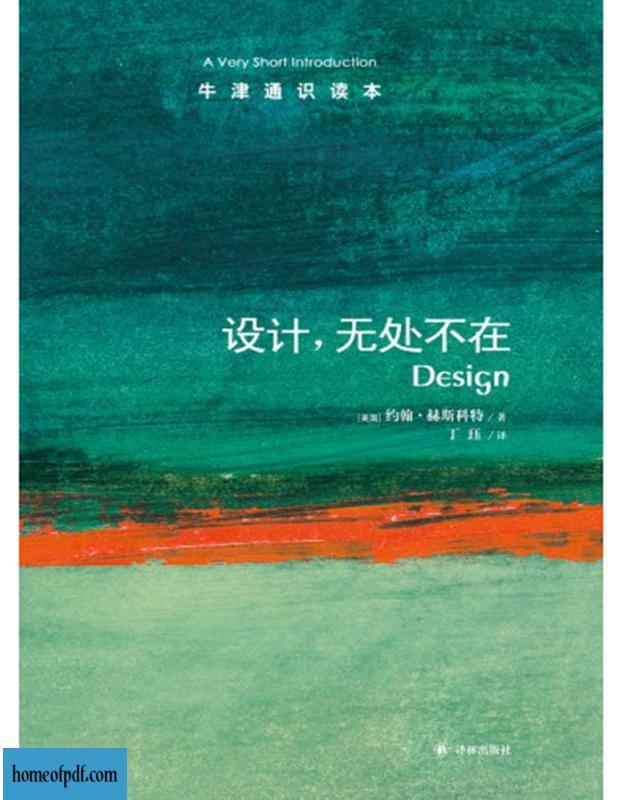 A Very Short Introduction
牛津通识读本
设计，无处不在
Design
[英国] 约翰·赫斯科特 / 著
丁珏 / 译
译林出版社
homeofpdf.com